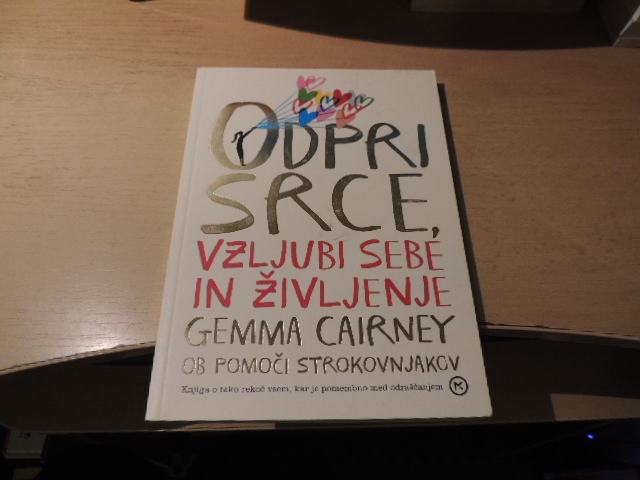 ODPRI
SRCE,
VZLJUBI SEBE
IN ŽIVLJENJE
GEMMA CAIRNEY
OB POMOČI STROKOVNJAKOV
Knjiga o tako rekoč vsem, kar je pomembno med odraščanjem
M